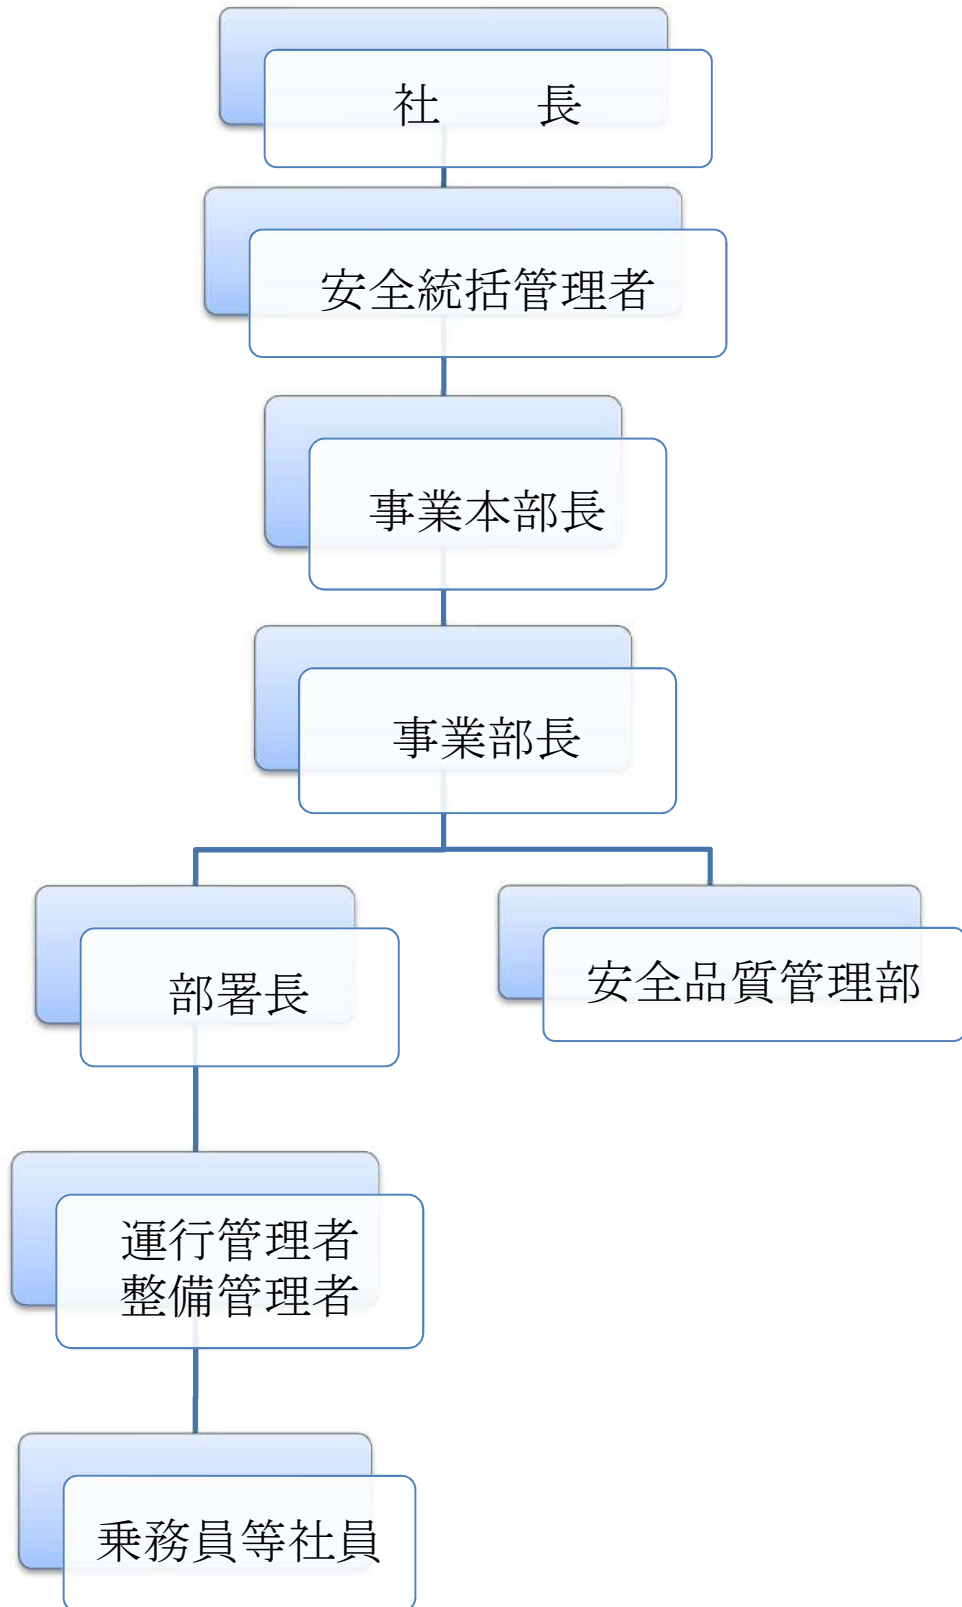 社　　長
安全統括管理者
事業本部長
事業部長
部署長
安全品質管理部
運行管理者
整備管理者
乗務員等社員